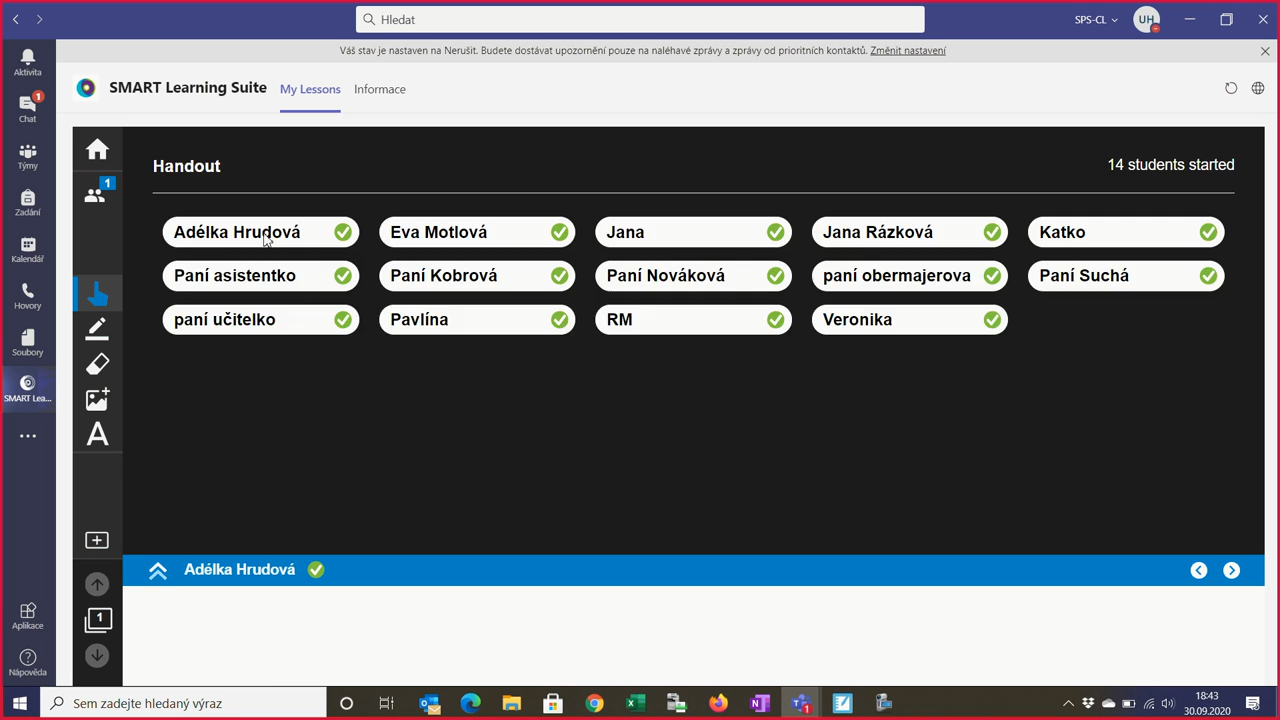 Hledat
SPS-CL
UH
Váš stav je nastaven na Nerušit. Budete dostávat upozornění pouze na naléhavé zprávy a zprávy od prioritních kontaktů. Změnit nastavení
Aktivita
1
Chat
Týmy
Zadání
Kalendář
Hovory
Soubory
SMART Lea...
Aplikace
Nápověda
SMART Learning Suite
My Lessons
Informace
1
A
1
Handout
14 students started
Adélka Hrudová
Eva Motlová
Jana
Jana Rázková
Katko
Paní asistentko
Paní Kobrová
Paní Nováková
paní obermajerova
Paní Suchá
paní učitelko
Pavlína
RM
Veronika
Adélka Hrudová
Sem zadejte hledaný výraz
1
18:43
30.09.2020